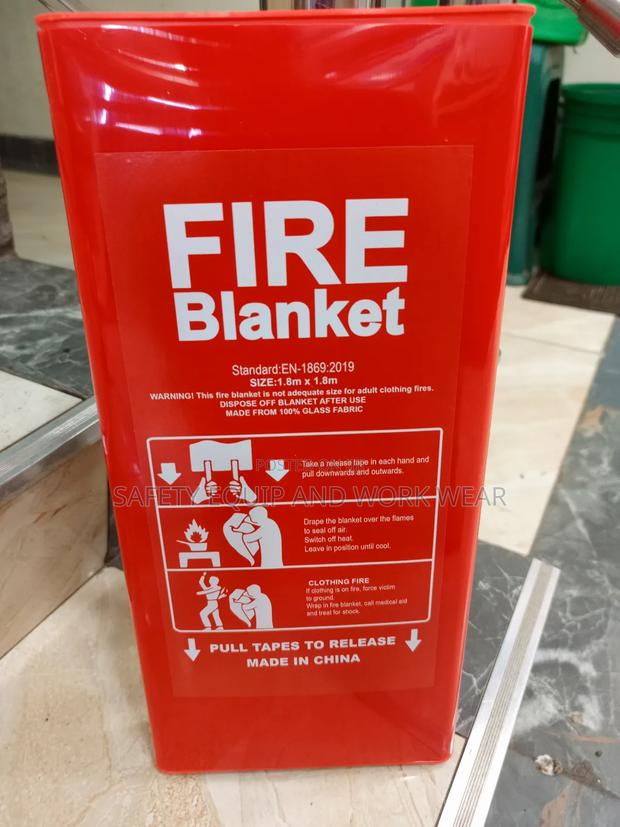 FIRE
Blanket
Standard:EN-1869:2019
SIZE:1.8m x 1.8m
WARNING! This fire blanket is not adequate size for adult clothing fires.
DISPOSE OFF BLANKET AFTER USE
MADE FROM 100% GLASS FABRIC
Take a release tape in each hand and
pull downwards and outwards.
SAFETY EQUIP AND WORK WEAR
Drape the blanket over the flames
to seal off air.
Switch off heat.
Leave in position until cool.
CLOTHING FIRE
If clothing is on fire, force victim
to ground.
Wrap in fire blanket, call medical aid
and treat for shock.
PULL TAPES TO RELEASE
MADE IN CHINA